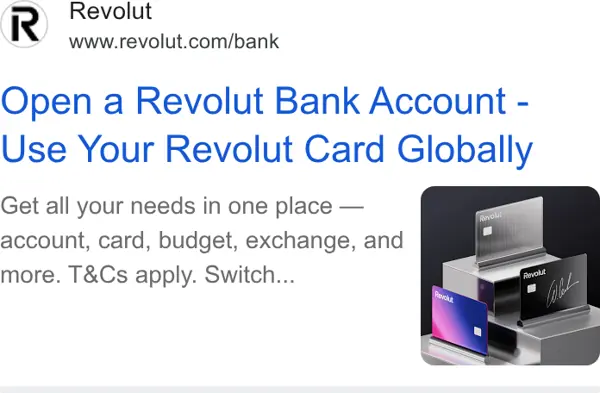 Revolut
www.revolut.com/bank
Open a Revolut Bank Account -
Use Your Revolut Card Globally
Get all your needs in one place —
account, card, budget, exchange, and
more. T&Cs apply. Switch...
Revolut
Revolut
Revolut